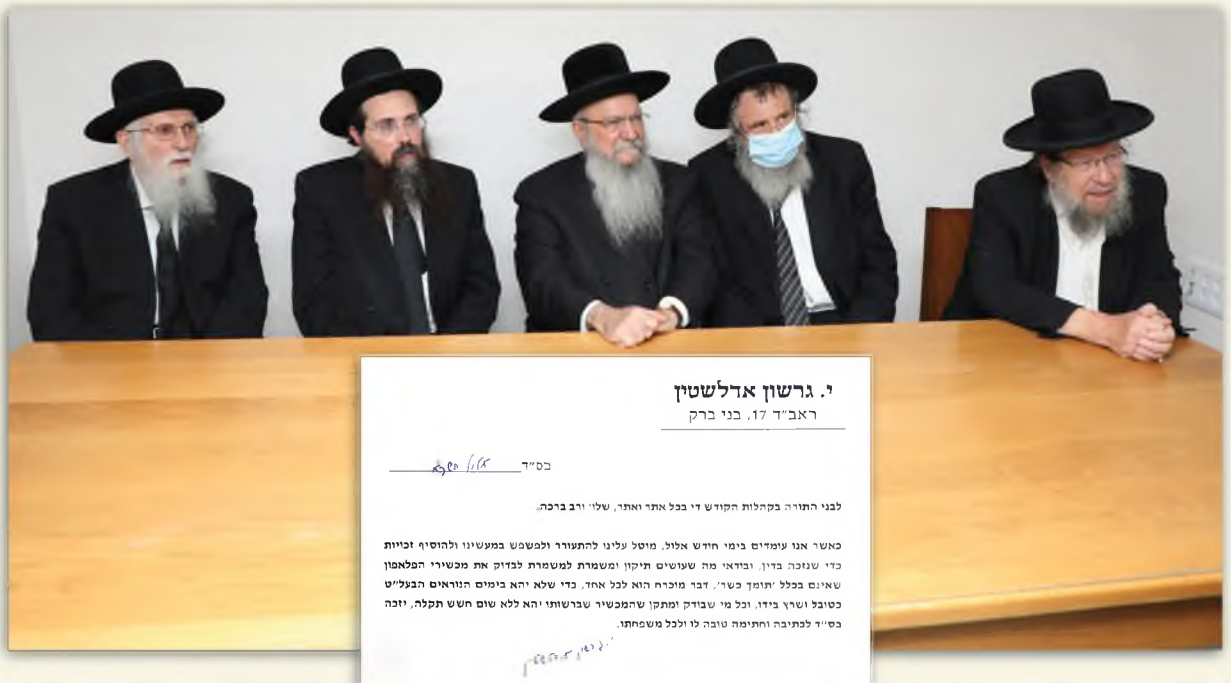 י. גרשון אדלשטין
ראב"ד 17, בני ברק
בס"ד אלול
לבני התורה בקהלות הקודש די בכל אתר ואתר, שלו' ורב ברכה,
כאשר אנו עומדים בימי חודש אלול, מוטל עלינו להתעורר ולפשפש במעשינו ולהוסיף זכויות
כדי שנזכה בדין. ובודאי מה שעושים תיקון ומשמרת למשמרת לבדוק את מכשירי הפלאפון
שאינם בכלל 'תומך כשר', דבר מוכרח הוא לכל אחד, כדי שלא יהא בימים הנוראים הבעל"ט
כטובל ושרץ בידו, וכל מי שבודק ומתקן שהמכשיר שברשותו יהא ללא שום חשש תקלה, יזכה
בסי"ד לכתיבה וחתימה טובה לו ולכל משפחתו.